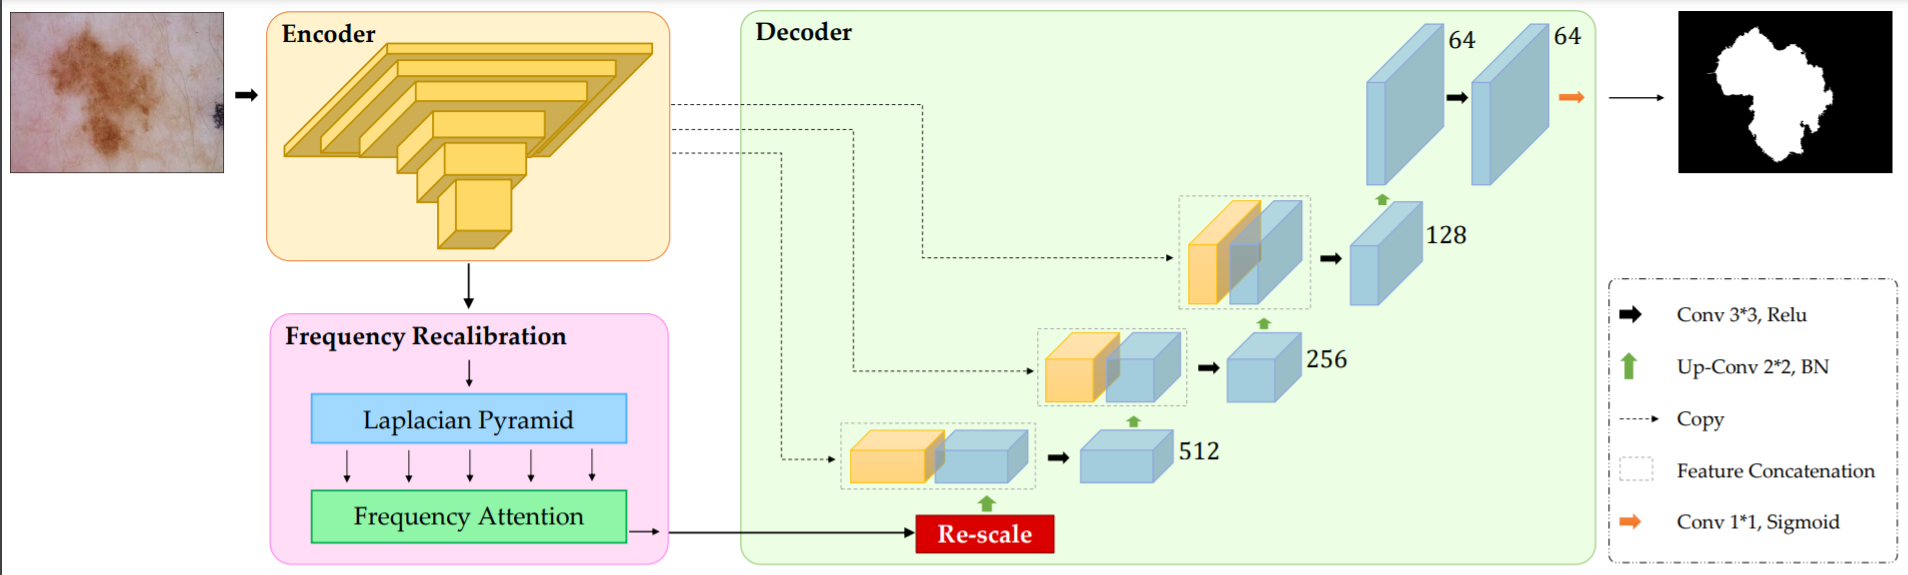 Encoder
Decoder
64
64
128
256
512
Frequency Recalibration
Laplacian Pyramid
Frequency Attention
Re-scale
Conv 3*3, Relu
Up-Conv 2*2, BN
Copy
Feature Concatenation
Conv 1*1, Sigmoid